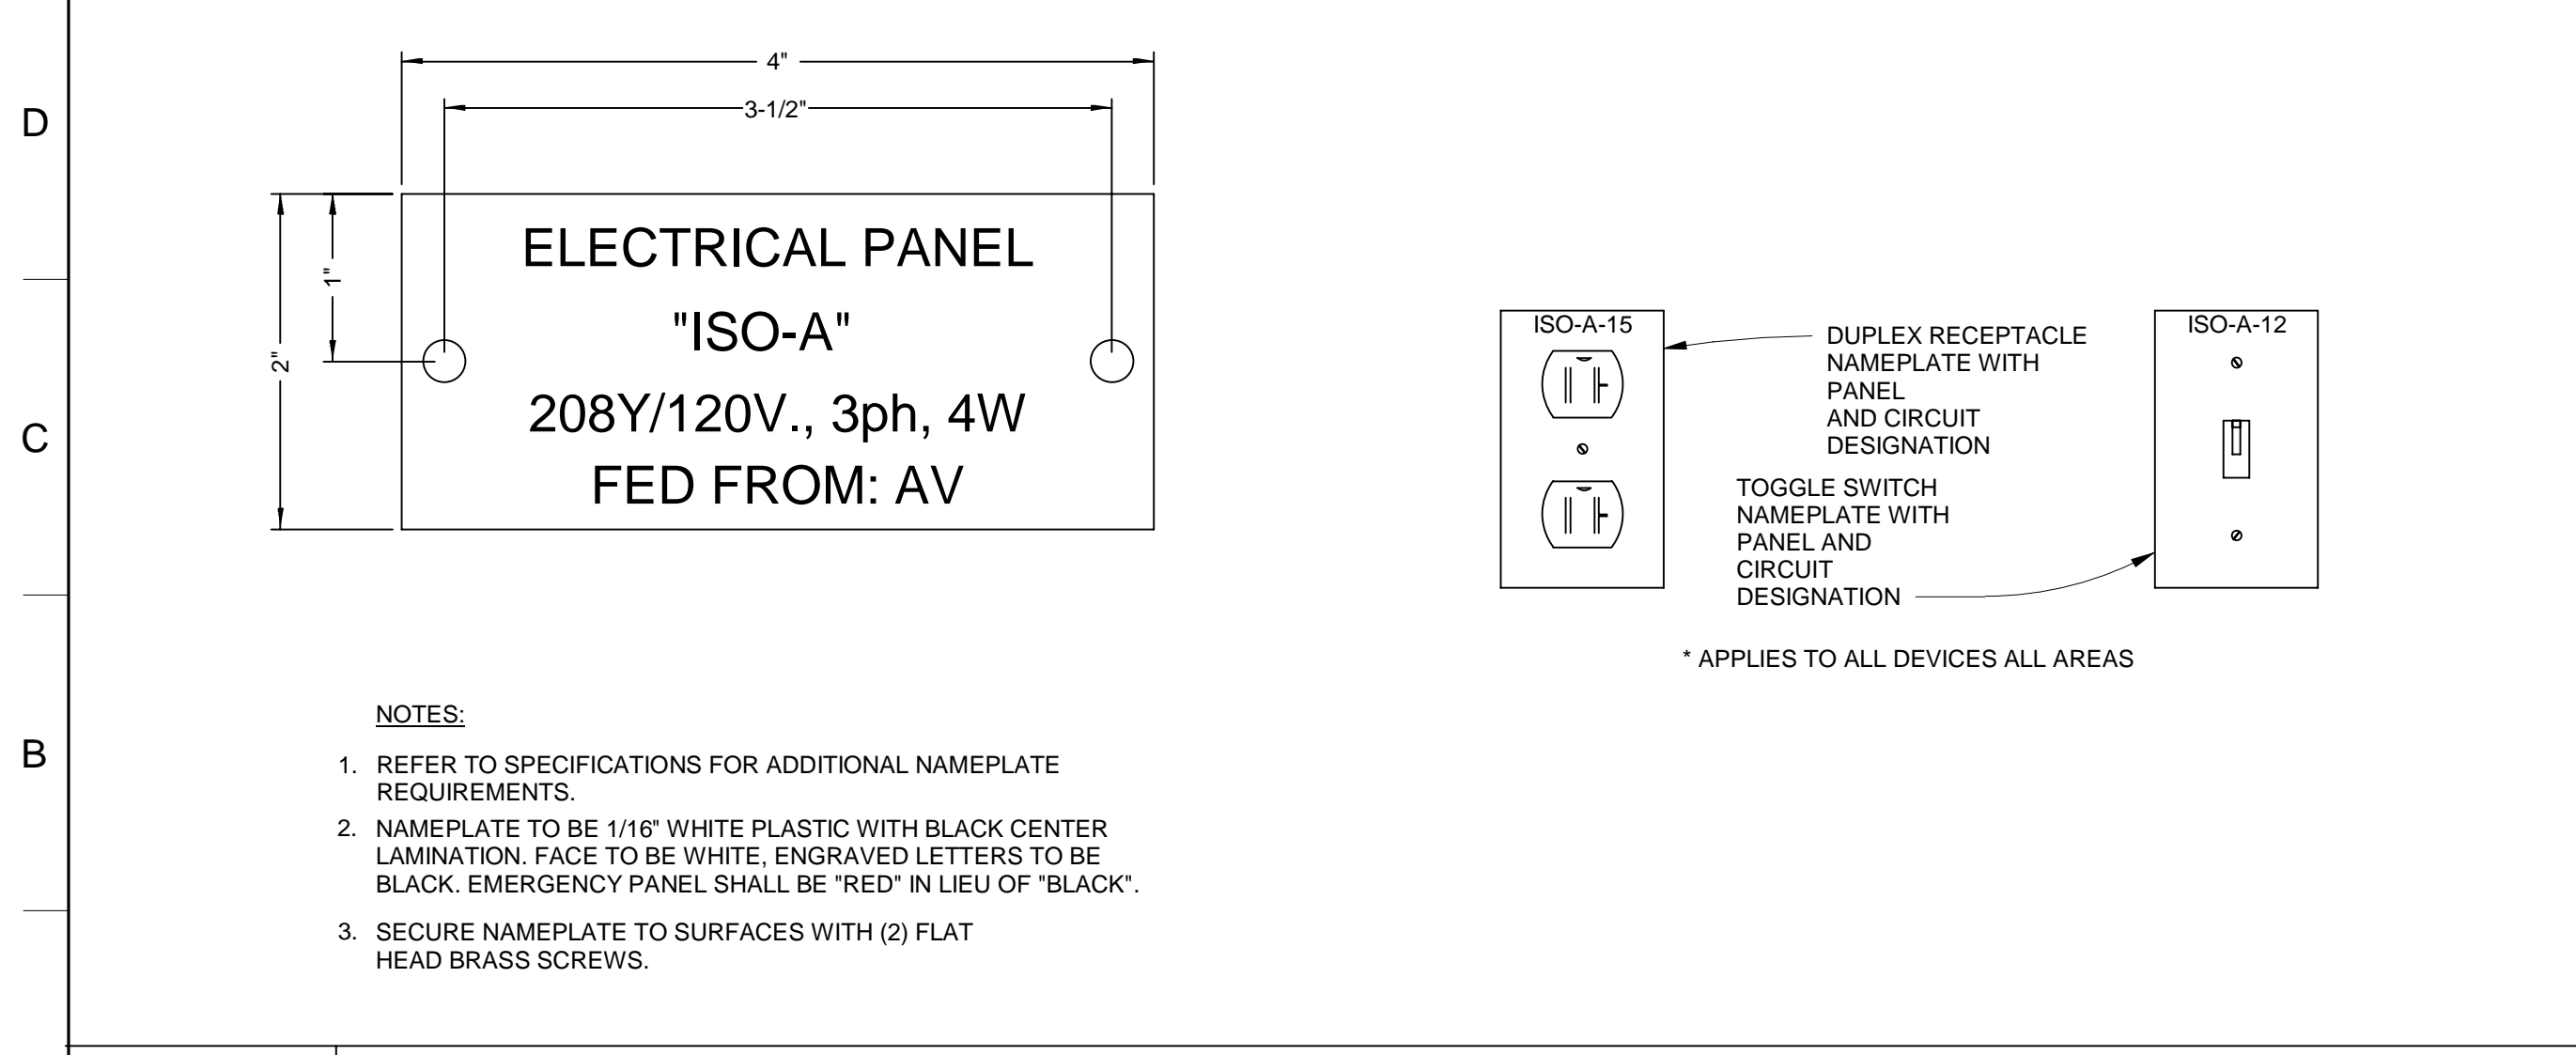 D
C
B
4"
3-1/2"
2"
1"
ELECTRICAL PANEL
"ISO-A"
208Y/120V., 3ph, 4W
FED FROM: AV
ISO-A-15
DUPLEX RECEPTACLE
NAMEPLATE WITH
PANEL
AND CIRCUIT
DESIGNATION
TOGGLE SWITCH
NAMEPLATE WITH
PANEL AND
CIRCUIT
DESIGNATION
ISO-A-12
* APPLIES TO ALL DEVICES ALL AREAS
NOTES:
1. REFER TO SPECIFICATIONS FOR ADDITIONAL NAMEPLATE
REQUIREMENTS.
2. NAMEPLATE TO BE 1/16" WHITE PLASTIC WITH BLACK CENTER
LAMINATION. FACE TO BE WHITE, ENGRAVED LETTERS TO BE
BLACK. EMERGENCY PANEL SHALL BE "RED" IN LIEU OF "BLACK".
3. SECURE NAMEPLATE TO SURFACES WITH (2) FLAT
HEAD BRASS SCREWS.